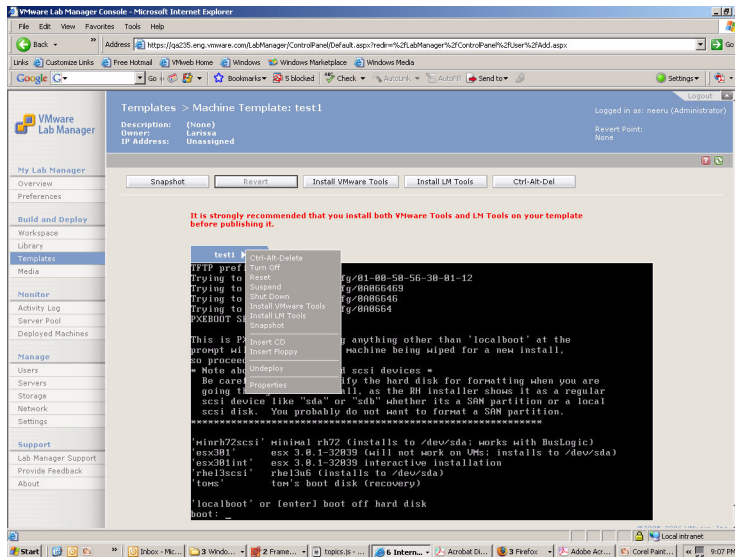 VMware Lab Manager Console - Microsoft Internet Explorer
File Edit View Favorites Tools Help
Back
Address https://qa235.eng.vmware.com/LabManager/ControlPanel/Default.aspx?redir=%2fLabManager%2fControlPanel%2fUser%2fAdd.aspx Go
Links Customize Links Free Hotmail VMweb Home Windows Windows Marketplace Windows Media
Google G Go Bookmarks 5 blocked Check AutoLink AutoFill Send to Settings
Logout
VMware
Lab Manager
Templates > Machine Template: test1
Logged in as: neeru (Administrator)
Description: (None)
Owner: Larissa
IP Address: Unassigned
Revert Point:
None
My Lab Manager
Overview
Preferences
Build and Deploy
Workspace
Library
Templates
Media
Monitor
Activity Log
Server Pool
Deployed Machines
Manage
Users
Servers
Storage
Network
Settings
Support
Lab Manager Support
Provide Feedback
About
Snapshot Revert Install VMware Tools Install LM Tools Ctrl-Alt-Del
It is strongly recommended that you install both VMware Tools and LM Tools on your template
before publishing it.
test1
Ctrl-Alt-Delete
Turn Off
Reset
Suspend
Shut Down
Install VMware Tools
Install LM Tools
Snapshot
Insert CD
Insert Floppy
Undeploy
Properties
TFTP pref
Trying to fg/01-00-50-56-30-01-12
Trying to fg/0A066469
Trying to fg/0A06646
Trying to fg/0A0664
PXEBOOT S
This is P g anything other than 'localboot' at the
prompt wil machine being wiped for a new install,
so procee
* Note abo d scsi devices *
Be care ify the hard disk for formatting when you are
going t all, as the RH installer shows it as a regular
scsi device like "sda" or "sdb" whether its a SAN partition or a local
scsi disk. You probably do not want to format a SAN partition.
****************************************************************
'minrh72scsi' minimal rh72 (installs to /dev/sda; works with BusLogic)
'esx301' esx 3.0.1-32039 (will not work on VMs; installs to /dev/sda)
'esx301int' esx 3.0.1-32039 interactive installation
'rhel3scsi' rhel3u6 (installs to /dev/sda)
'toms' tom's boot disk (recovery)
'localboot' or [enter] boot off hard disk
boot: _
Local intranet
Start Inbox - Mic... 3 Windo... 2 Frame... topics.js - ... 6 Intern... Acrobat Di... 3 Firefox Adobe Acr... Corel Paint... 9:07 PM